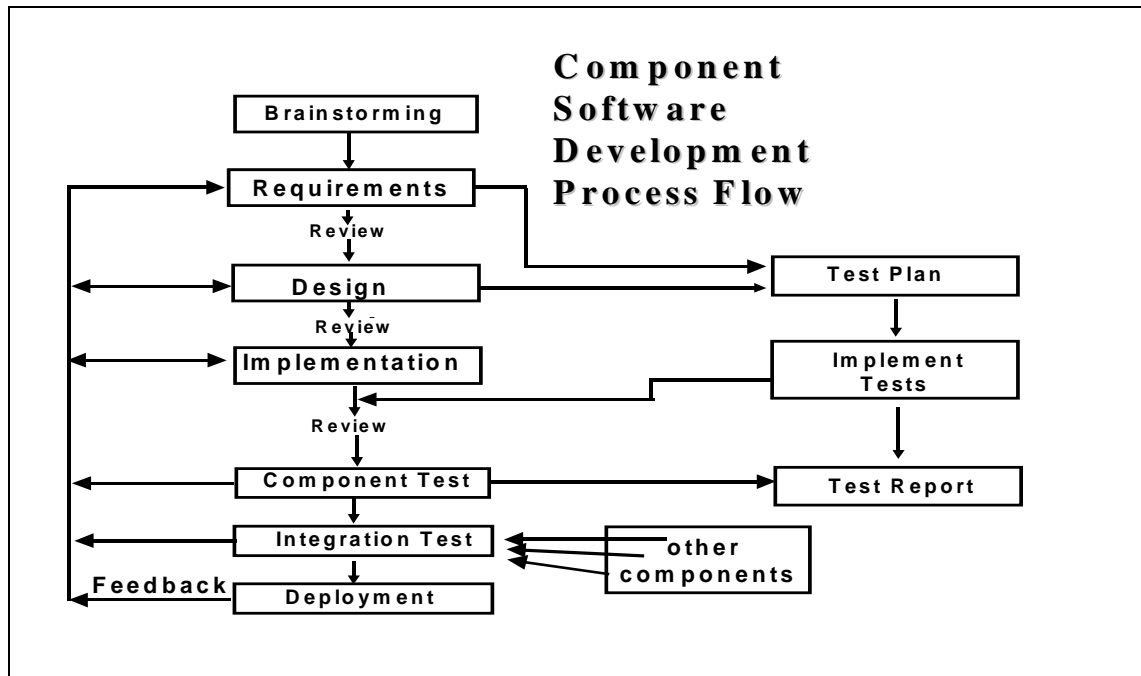 Component
Software
Development
Process Flow
Brainstorming
Requirements
Review
Design
Test Plan
Review
Implementation
Implement
Tests
Review
Component Test
Test Report
Integration Test
other
components
Feedback
Deployment